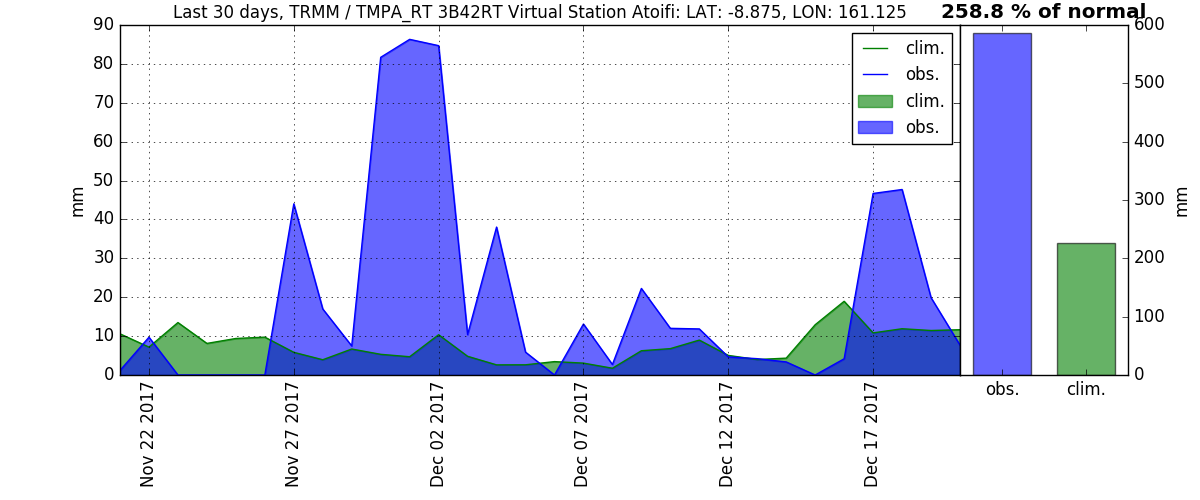 Last 30 days, TRMM / TMPA_RT 3B42RT Virtual Station Atoifi: LAT: -8.875, LON: 161.125
258.8 % of normal
90
80
70
60
50
40
30
20
10
0
mm
clim.
obs.
clim.
obs.
600
500
400
300
200
100
0
mm
Nov 22 2017
Nov 27 2017
Dec 02 2017
Dec 07 2017
Dec 12 2017
Dec 17 2017
obs.
clim.